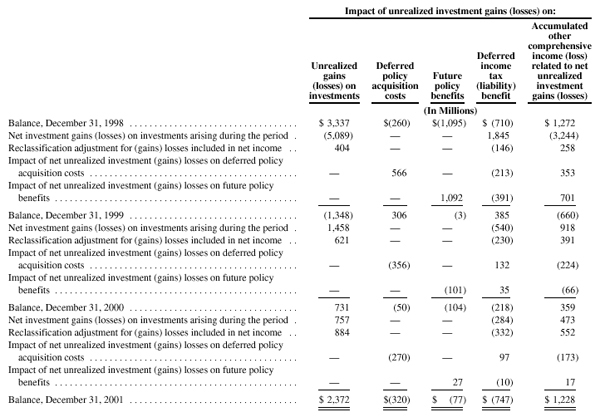 Impact of unrealized investment gains (losses) on:
Unrealized gains (losses) on investments
Deferred policy acquisition costs
Future policy benefits
Deferred income tax (liability) benefit
Accumulated other comprehensive income (loss) related to net unrealized investment gains (losses)
(In Millions)
Balance, December 31, 1998 $ 3,337 $(260) $(1,095) $ (710) $ 1,272
Net investment gains (losses) on investments arising during the period . (5,089) — — 1,845 (3,244)
Reclassification adjustment for (gains) losses included in net income . . 404 — — (146) 258
Impact of net unrealized investment (gains) losses on deferred policy
acquisition costs — 566 — (213) 353
Impact of net unrealized investment (gains) losses on future policy
benefits — — 1,092 (391) 701
Balance, December 31, 1999 (1,348) 306 (3) 385 (660)
Net investment gains (losses) on investments arising during the period . 1,458 — — (540) 918
Reclassification adjustment for (gains) losses included in net income . . 621 — — (230) 391
Impact of net unrealized investment (gains) losses on deferred policy
acquisition costs — (356) — 132 (224)
Impact of net unrealized investment (gains) losses on future policy
benefits — — (101) 35 (66)
Balance, December 31, 2000 731 (50) (104) (218) 359
Net investment gains (losses) on investments arising during the period . 757 — — (284) 473
Reclassification adjustment for (gains) losses included in net income . . 884 — — (332) 552
Impact of net unrealized investment (gains) losses on deferred policy
acquisition costs — (270) — 97 (173)
Impact of net unrealized investment (gains) losses on future policy
benefits — — 27 (10) 17
Balance, December 31, 2001 $ 2,372 $(320) $ (77) $ (747) $ 1,228